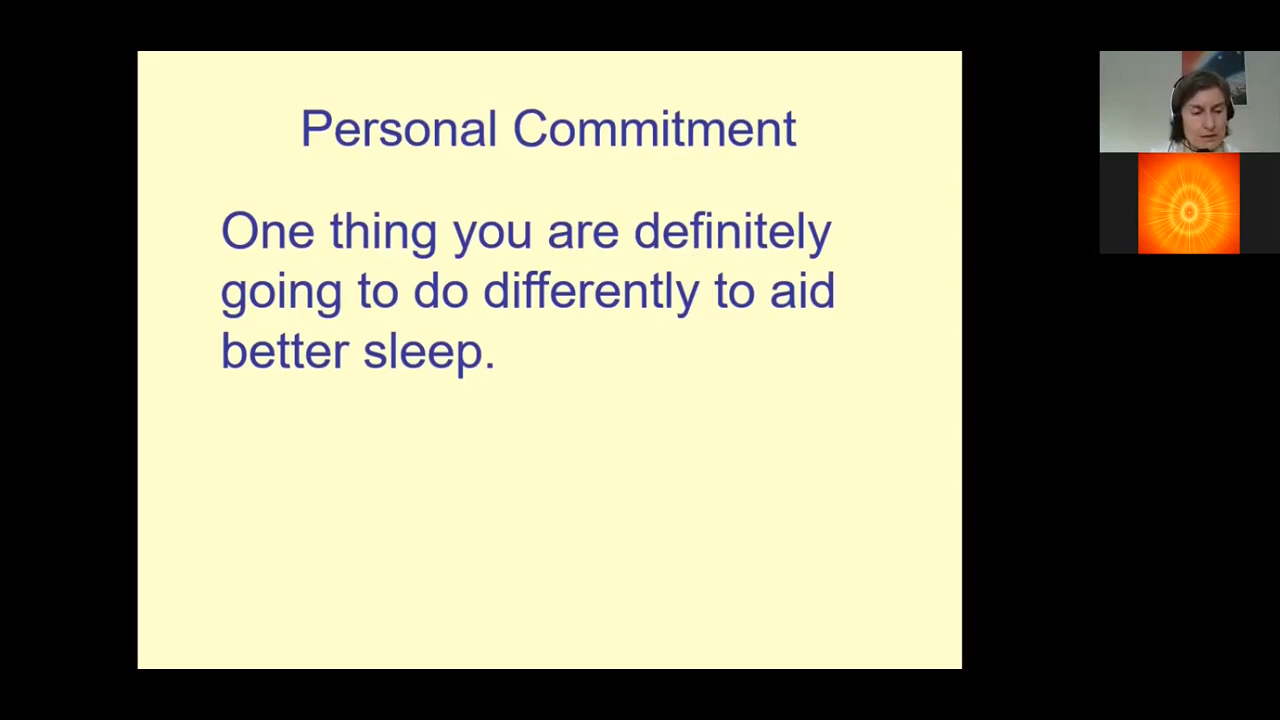 Personal Commitment
One thing you are definitely
going to do differently to aid
better sleep.